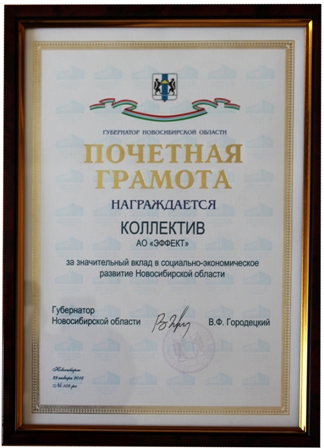 ГУБЕРНАТОР НОВОСИБИРСКОЙ ОБЛАСТИ
ПОЧЕТНАЯ
ГРАМОТА
НАГРАЖДАЕТСЯ
КОЛЛЕКТИВ
АО «ЭФФЕКТ»
за значительный вклад в социально-экономическое
развитие Новосибирской области
Губернатор
Новосибирской области
В.Ф. Городецкий
Новосибирск